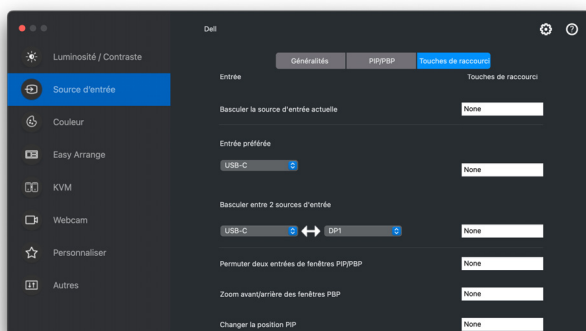 Dell
Luminosité / Contraste
Source d'entrée
Couleur
Easy Arrange
KVM
Webcam
Personnaliser
Autres
Généralités PIP/PBP Touches de raccourci
Entrée Touches de raccourci
Basculer la source d'entrée actuelle None
Entrée préférée
USB-C None
Basculer entre 2 sources d'entrée
USB-C DP1 None
Permuter deux entrées de fenêtres PIP/PBP None
Zoom avant/arrière des fenêtres PBP None
Changer la position PIP None